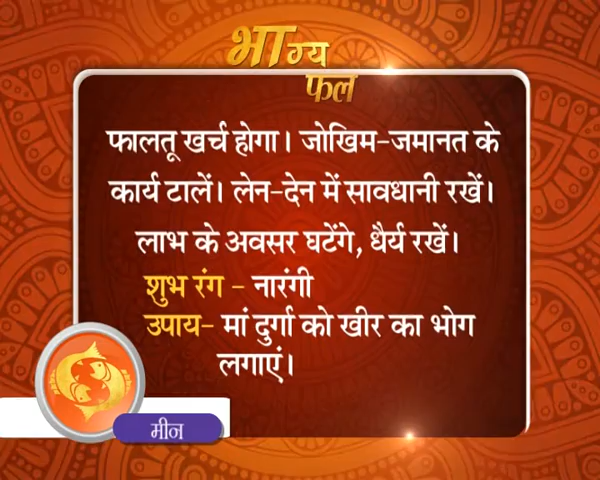 भाग्य
फल
फालतू खर्च होगा। जोखिम-जमानत के
कार्य टालें। लेन-देन में सावधानी रखें।
लाभ के अवसर घटेंगे, धैर्य रखें।
शुभ रंग - नारंगी
उपाय- मां दुर्गा को खीर का भोग
लगाएं।
मीन